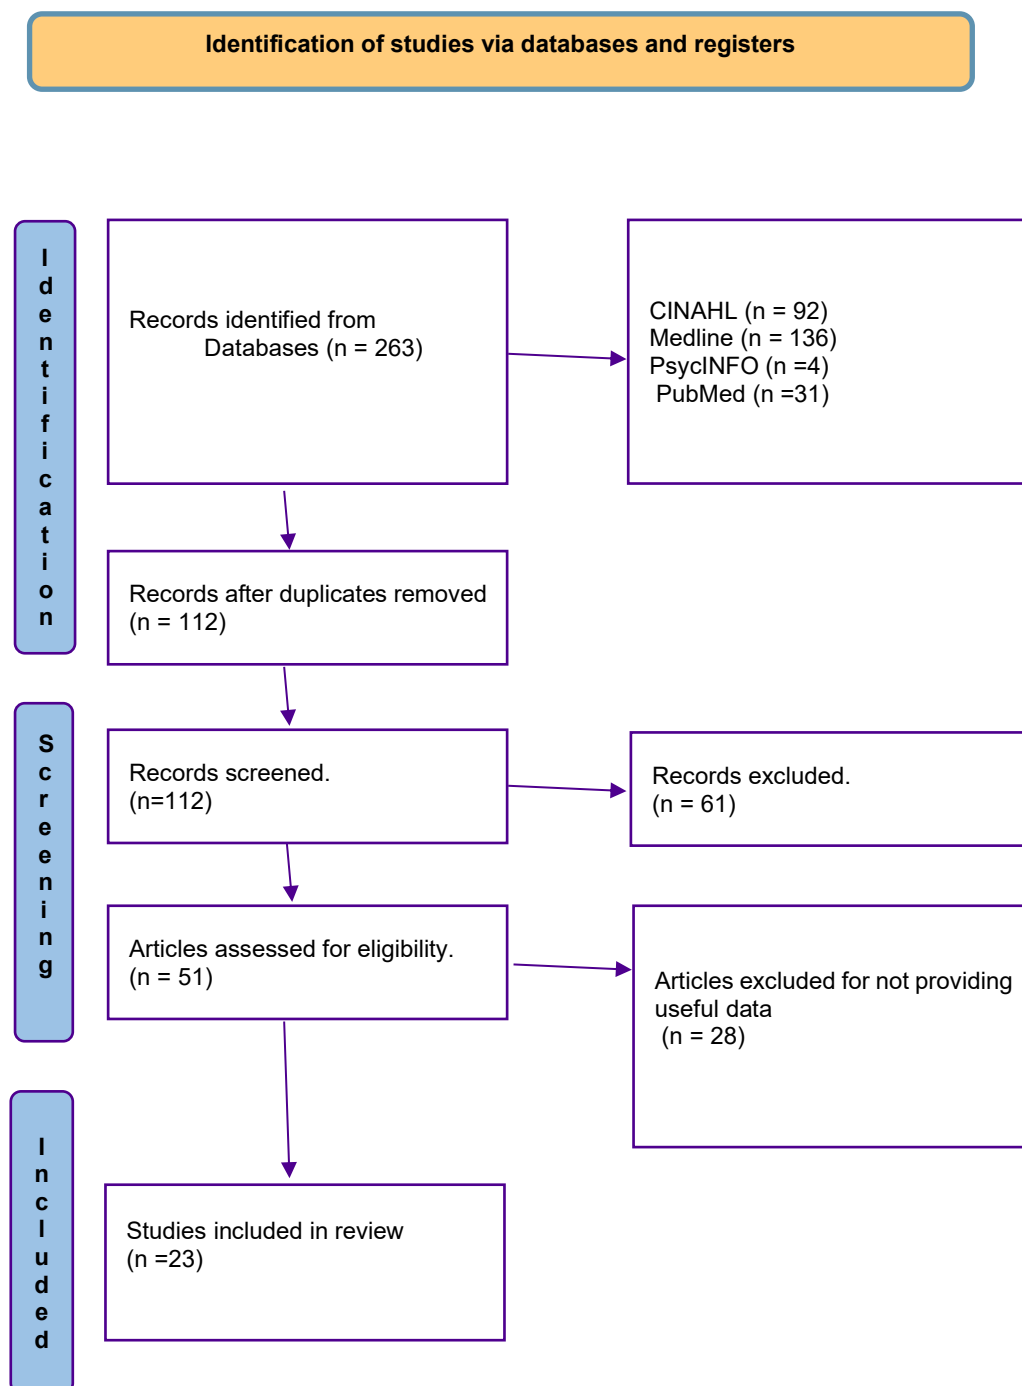 Identification of studies via databases and registers
Identification
Records identified from
Databases (n = 263)
CINAHL (n = 92)
Medline (n = 136)
PsycINFO (n =4)
PubMed (n =31)
Records after duplicates removed
(n = 112)
Screening
Records screened.
(n=112)
Records excluded.
(n = 61)
Articles assessed for eligibility.
(n = 51)
Articles excluded for not providing
useful data
(n = 28)
Included
Studies included in review
(n =23)